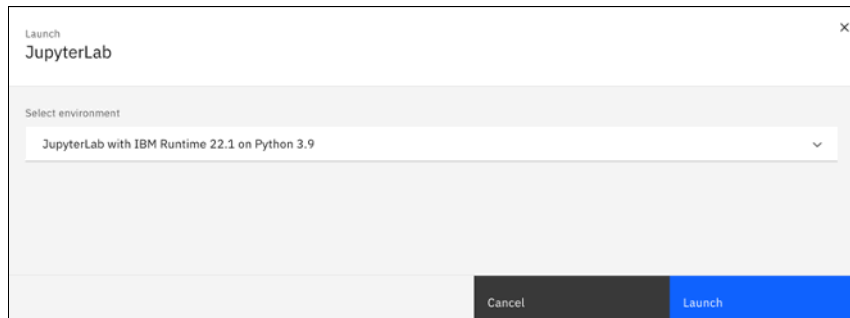 Launch
JupyterLab
Select environment
JupyterLab with IBM Runtime 22.1 on Python 3.9
Cancel
Launch